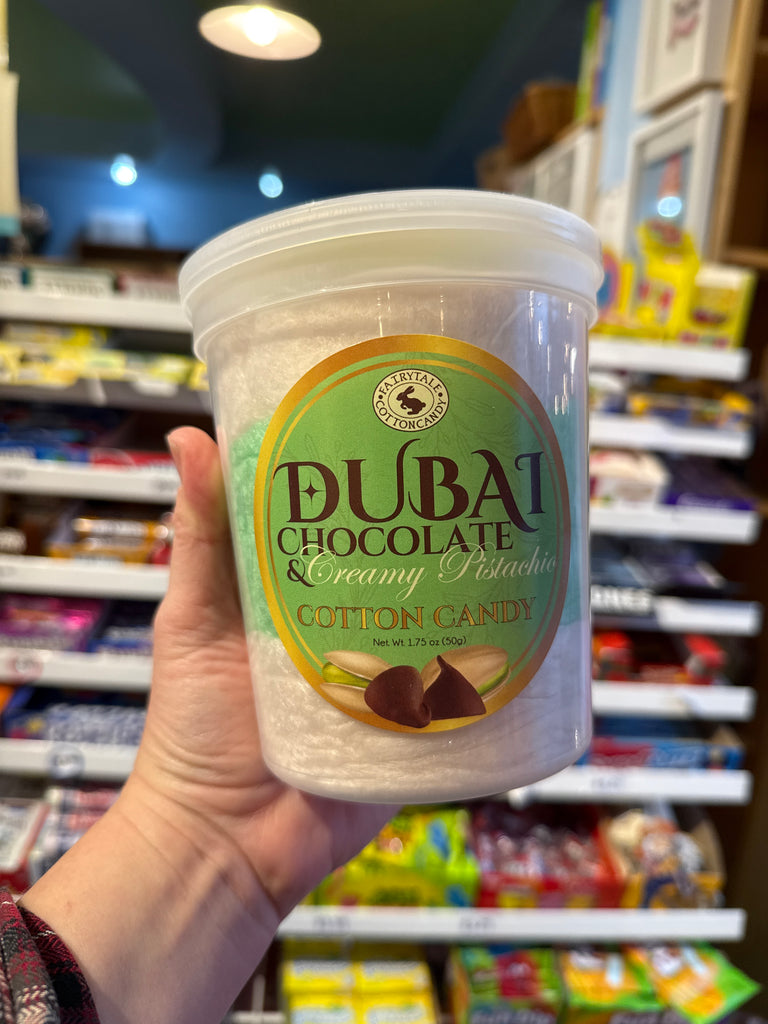 FAIRYTALE
COTTON CANDY
DUBAI
CHOCOLATE
& Creamy Pistachio
COTTON CANDY
Net. Wt. 1.75 oz (50g)